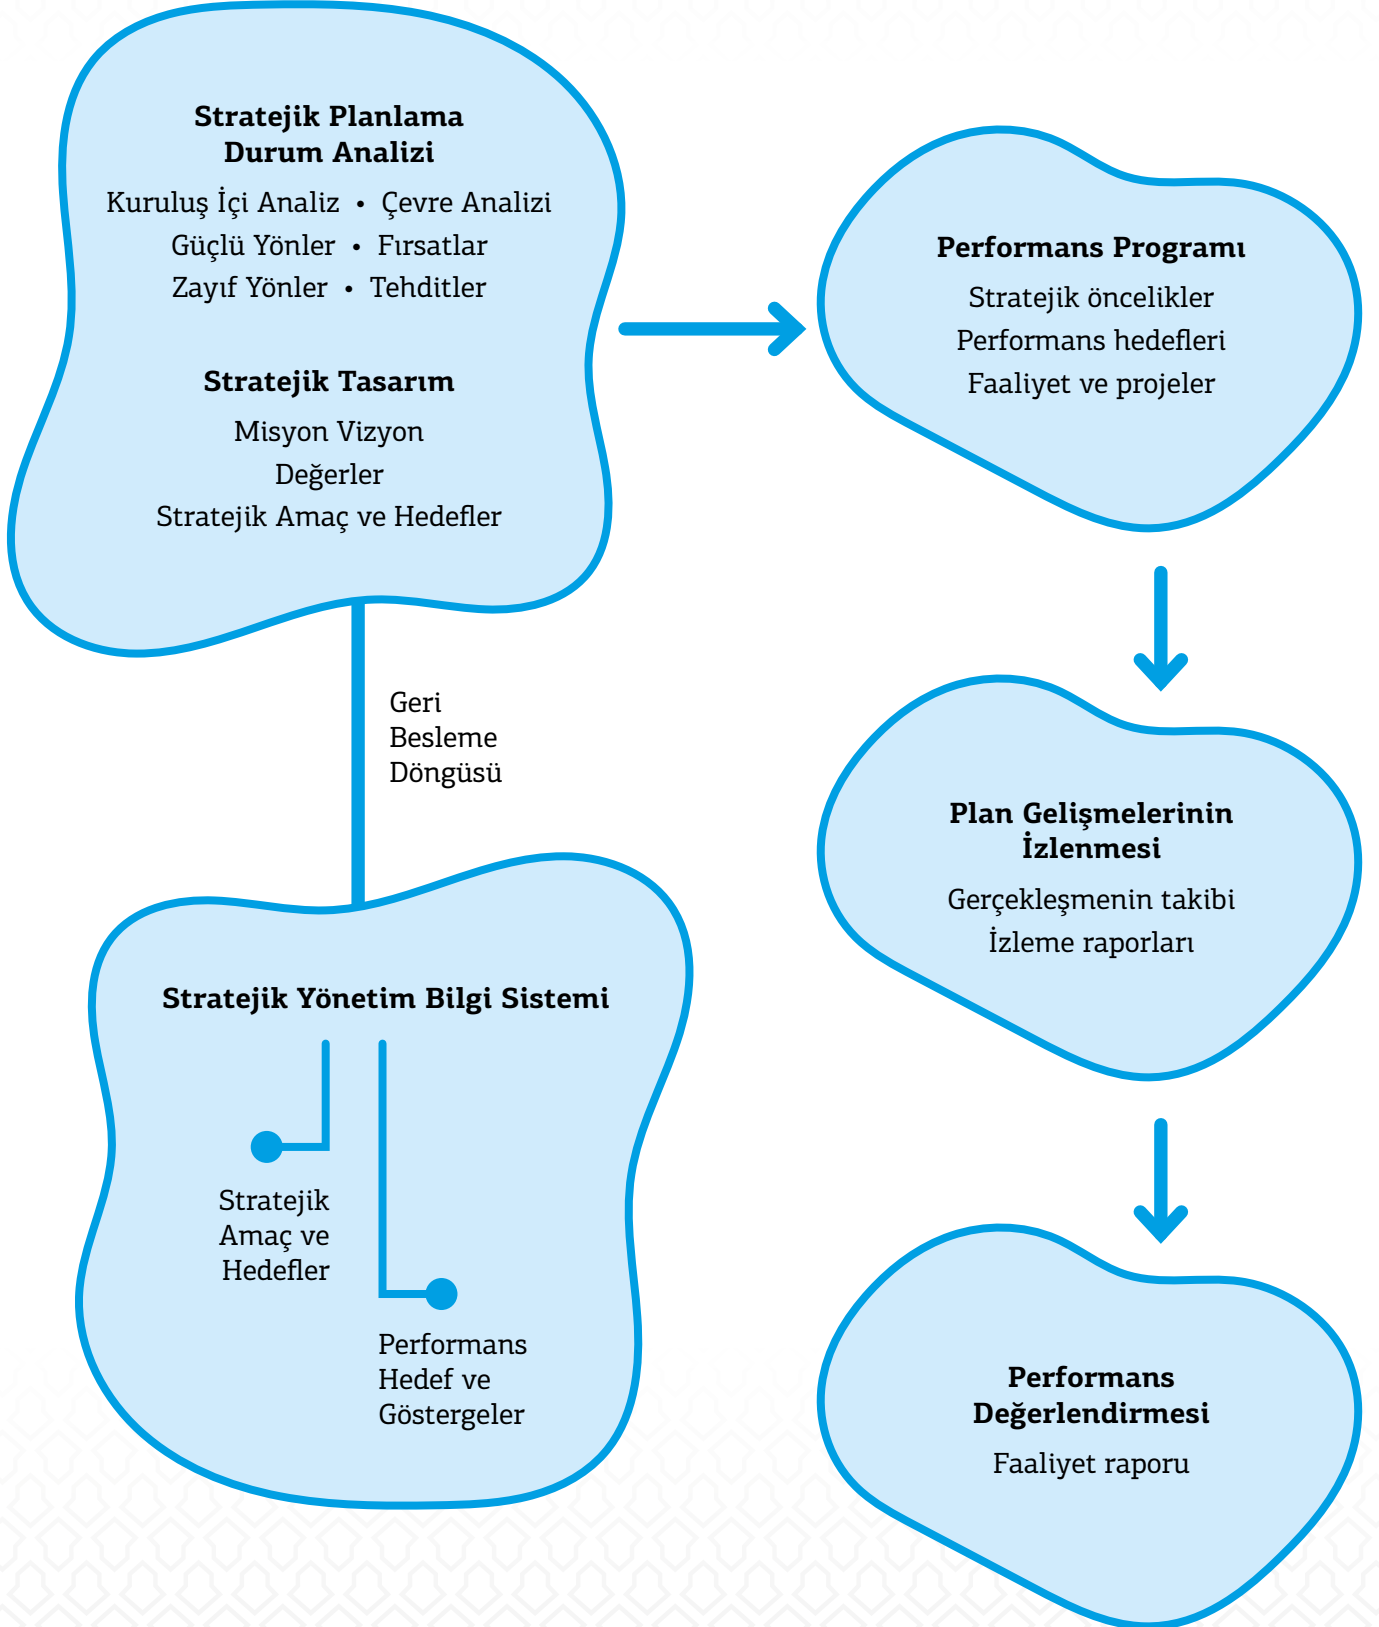 Stratejik Planlama
Durum Analizi
Kuruluş İçi Analiz • Çevre Analizi
Güçlü Yönler • Fırsatlar
Zayıf Yönler • Tehditler
Stratejik Tasarım
Misyon Vizyon
Değerler
Stratejik Amaç ve Hedefler
Performans Programı
Stratejik öncelikler
Performans hedefleri
Faaliyet ve projeler
Geri
Besleme
Döngüsü
Plan Gelişmelerinin
İzlenmesi
Gerçekleşmenin takibi
İzleme raporları
Stratejik Yönetim Bilgi Sistemi
Stratejik
Amaç ve
Hedefler
Performans
Hedef ve
Göstergeler
Performans
Değerlendirmesi
Faaliyet raporu